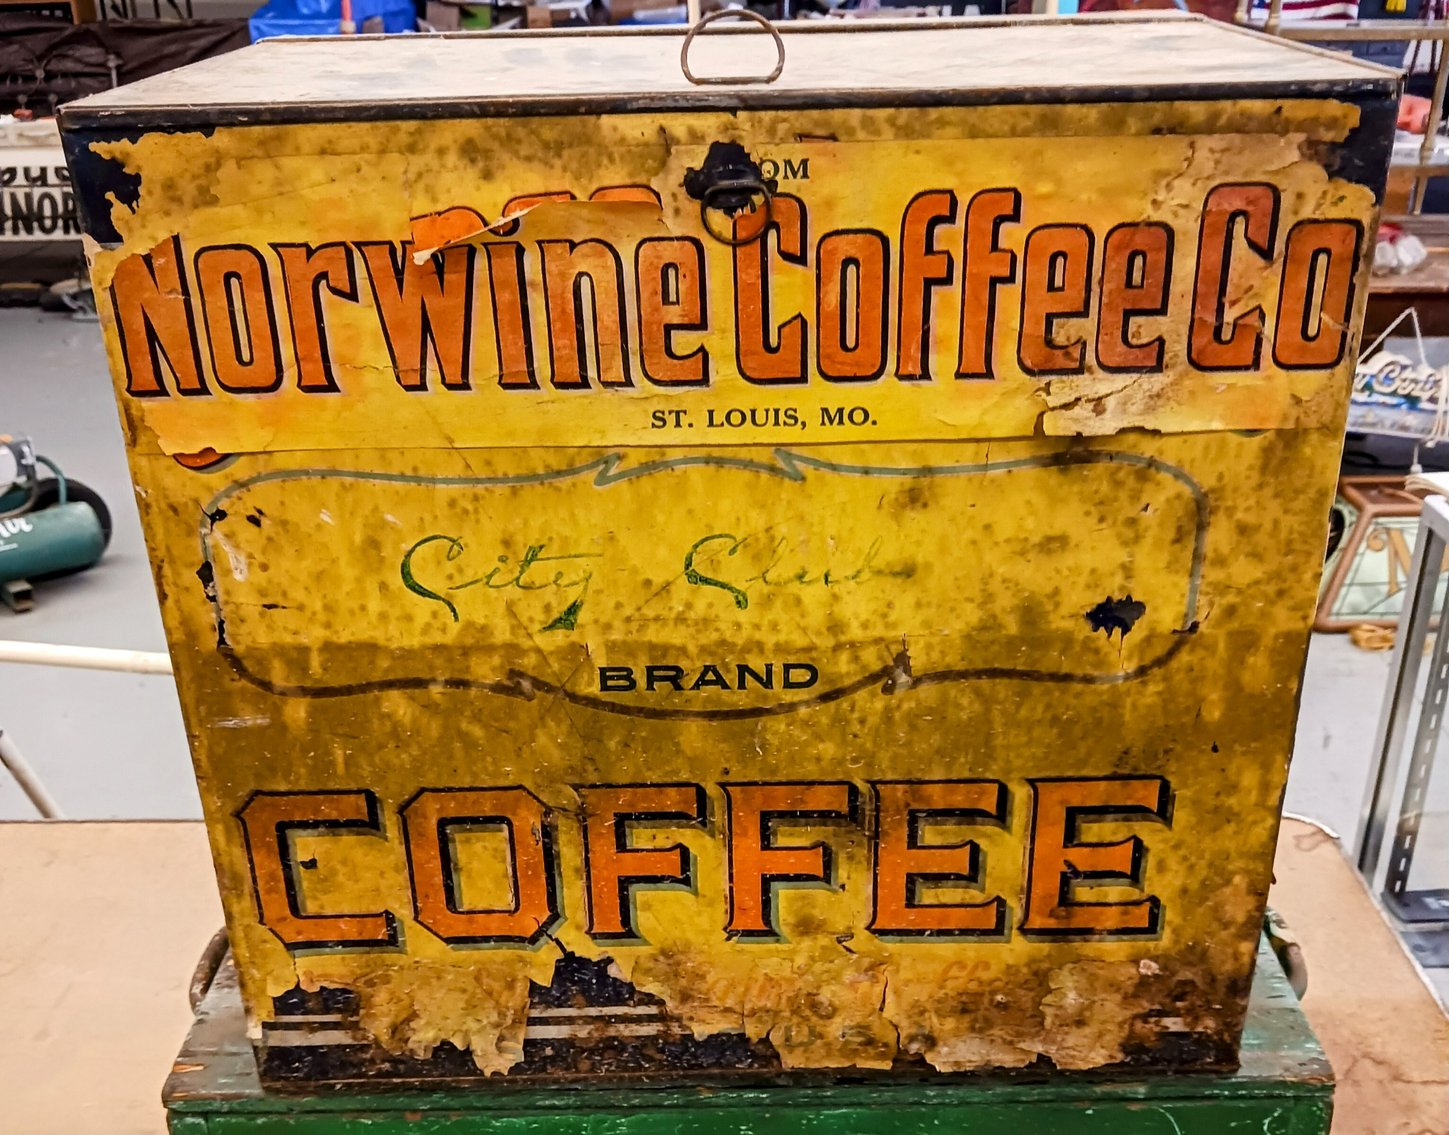 OM
Norwine Coffee Co
ST. LOUIS, MO.
City Club
BRAND
COFFEE